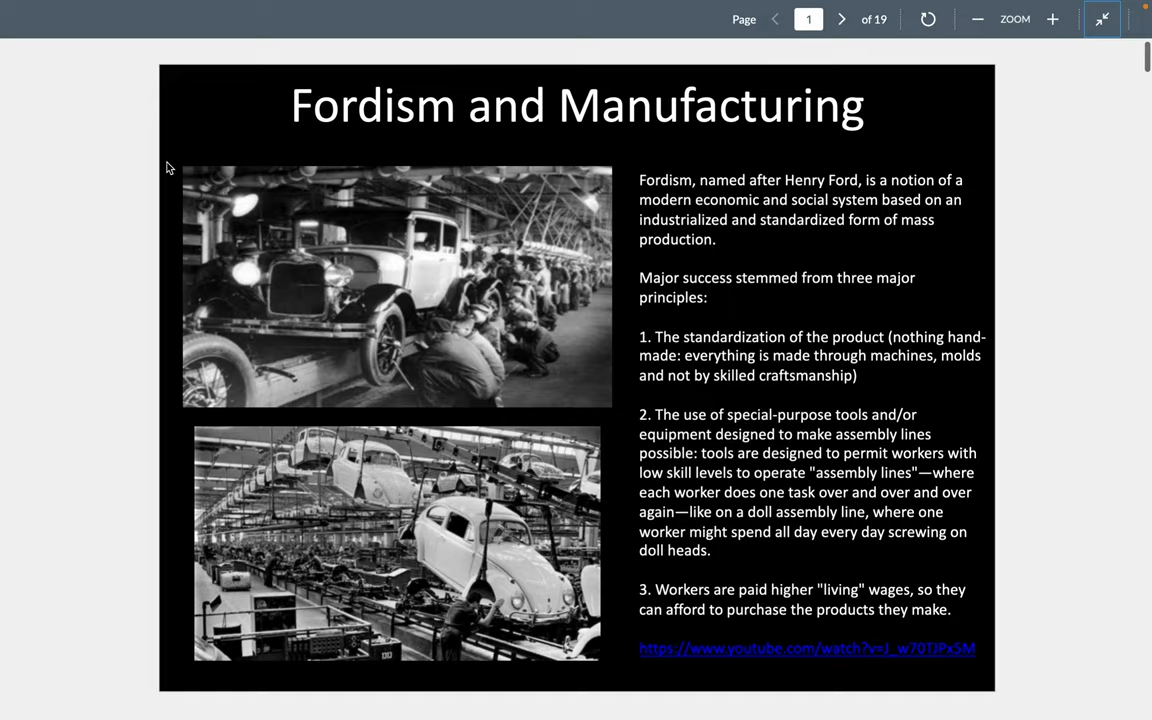 Page 1 of 19 ZOOM
Fordism and Manufacturing
Fordism, named after Henry Ford, is a notion of a
modern economic and social system based on an
industrialized and standardized form of mass
production.
Major success stemmed from three major
principles:
1. The standardization of the product (nothing hand-
made: everything is made through machines, molds
and not by skilled craftsmanship)
2. The use of special-purpose tools and/or
equipment designed to make assembly lines
possible: tools are designed to permit workers with
low skill levels to operate "assembly lines"—where
each worker does one task over and over and over
again—like on a doll assembly line, where one
worker might spend all day every day screwing on
doll heads.
3. Workers are paid higher "living" wages, so they
can afford to purchase the products they make.
https://www.youtube.com/watch?v=J_w70TJPx5M